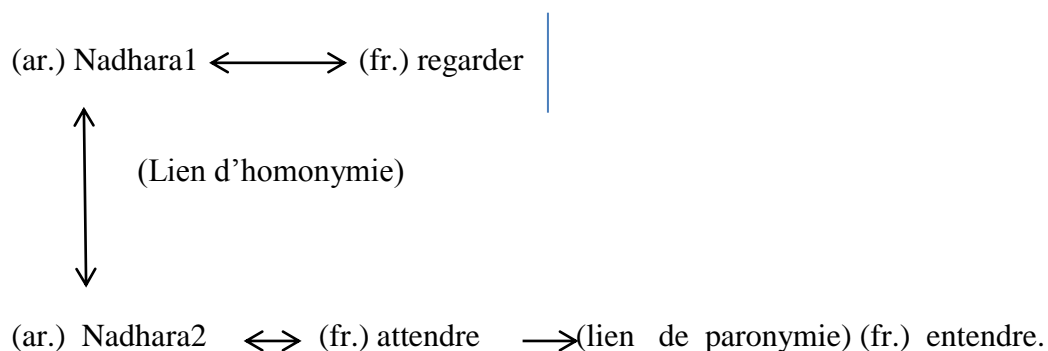 (ar.) Nadhara1 (fr.) regarder
(Lien d’homonymie)
(ar.) Nadhara2 (fr.) attendre (lien de paronymie) (fr.) entendre.